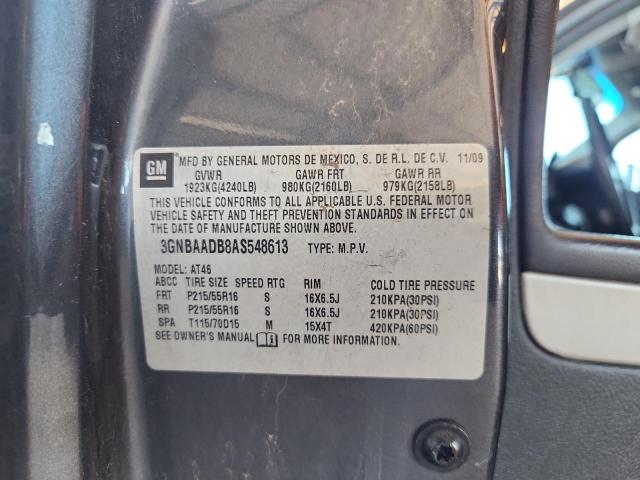 GM
MFD BY GENERAL MOTORS DE MEXICO, S. DE R.L. DE C.V. 11/09
GVWR GAWR FRT GAWR RR
1923KG(4240LB) 980KG(2160LB) 979KG(2158LB)
THIS VEHICLE CONFORMS TO ALL APPLICABLE U.S. FEDERAL MOTOR
VEHICLE SAFETY AND THEFT PREVENTION STANDARDS IN EFFECT ON
THE DATE OF MANUFACTURE SHOWN ABOVE.
3GNBAADB8AS548613 TYPE: M.P.V.
MODEL: AT46
ABCC TIRE SIZE SPEED RTG RIM COLD TIRE PRESSURE
FRT P215/55R16 S 16X6.5J 210KPA(30PSI)
RR P215/55R16 S 16X6.5J 210KPA(30PSI)
SPA T115/70D15 M 15X4T 420KPA(60PSI)
SEE OWNER'S MANUAL FOR MORE INFORMATION.